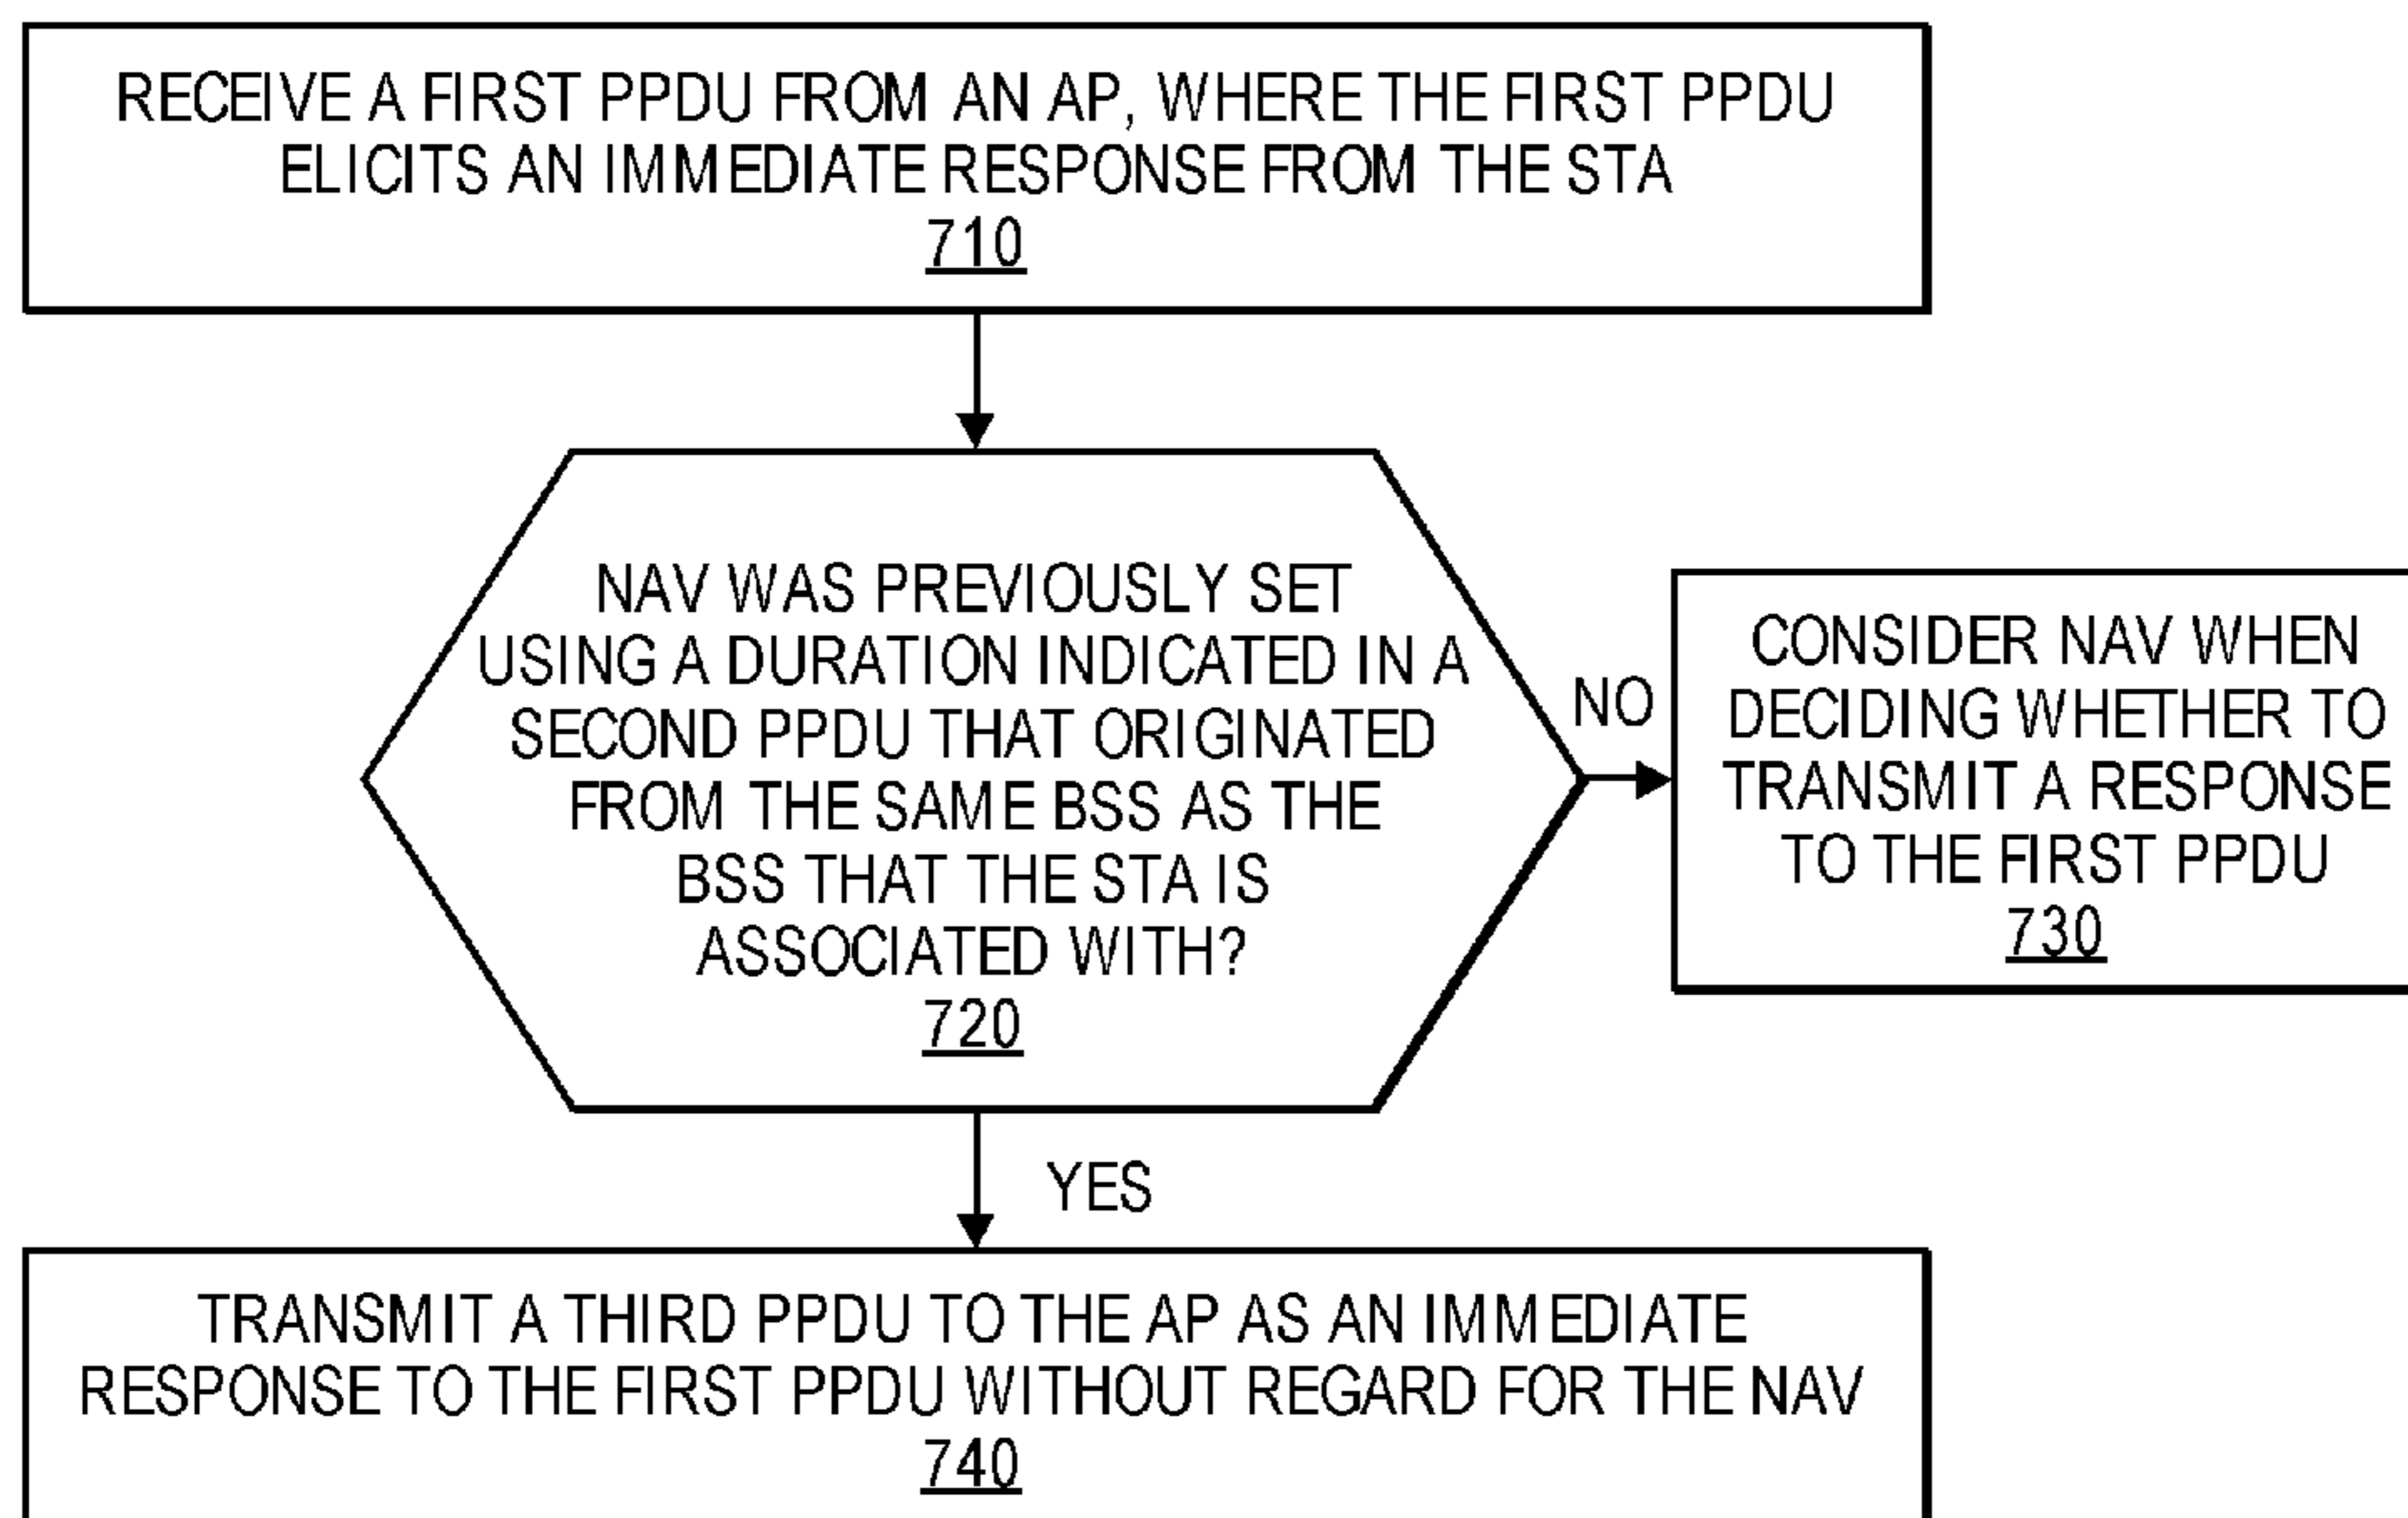 RECEIVE A FIRST PPDU FROM AN AP, WHERE THE FIRST PPDU
ELICITS AN IMMEDIATE RESPONSE FROM THE STA
710
NAV WAS PREVIOUSLY SET
USING A DURATION INDICATED IN A
SECOND PPDU THAT ORIGINATED
FROM THE SAME BSS AS THE
BSS THAT THE STA IS
ASSOCIATED WITH?
720
NO
CONSIDER NAV WHEN
DECIDING WHETHER TO
TRANSMIT A RESPONSE
TO THE FIRST PPDU
730
YES
TRANSMIT A THIRD PPDU TO THE AP AS AN IMMEDIATE
RESPONSE TO THE FIRST PPDU WITHOUT REGARD FOR THE NAV
740